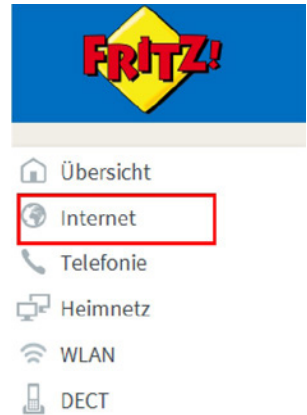 FRITZ!
Übersicht
Internet
Telefonie
Heimnetz
WLAN
DECT